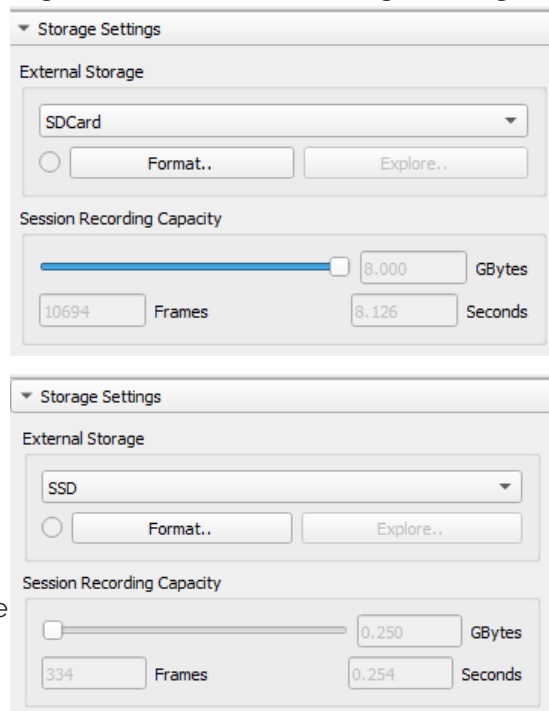 Storage Settings
External Storage
SDCard
Format.. Explore..
Session Recording Capacity
8.000 GBytes
10694 Frames 8.126 Seconds
Storage Settings
External Storage
SSD
Format.. Explore..
Session Recording Capacity
e
0.250 GBytes
334 Frames 0.254 Seconds